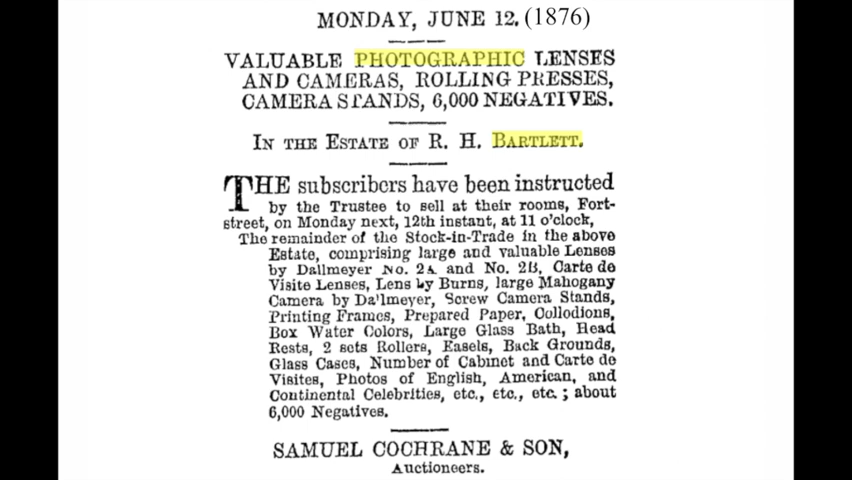 MONDAY, JUNE 12. (1876)
VALUABLE PHOTOGRAPHIC LENSES
AND CAMERAS, ROLLING PRESSES,
CAMERA STANDS, 6,000 NEGATIVES.
IN THE ESTATE OF R. H. BARTLETT.
THE subscribers have been instructed
by the Trustee to sell at their rooms, Fort-
street, on Monday next, 12th instant, at 11 o'clock,
The remainder of the Stock-in-Trade in the above
Estate, comprising large and valuable Lenses
by Dallmeyer No. 2A and No. 2B, Carte de
Visite Lenses, Lens by Burns, large Mahogany
Camera by Da'lmeyer, Screw Camera Stands,
Printing Frames, Prepared Paper, Collodions,
Box Water Colors, Large Glass Bath, Head
Rests, 2 sets Rollers, Easels, Back Grounds,
Glass Cases, Number of Cabinet and Carte de
Visites, Photos of English, American, and
Continental Celebrities, etc., etc., etc. ; about
6,000 Negatives.
SAMUEL COCHRANE & SON,
Auctioneers.